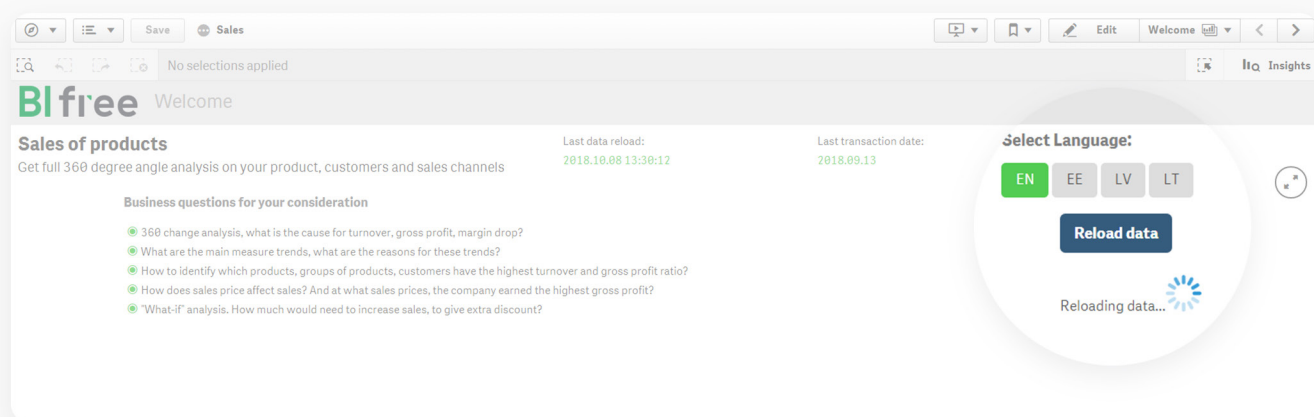 Save Sales Edit Welcome
No selections applied Insights
BI free Welcome
Sales of products
Get full 360 degree angle analysis on your product, customers and sales channels
Last data reload:
2018.10.08 13:30:12
Last transaction date:
2018.09.13
Select Language:
EN EE LV LT
Reload data
Reloading data...
Business questions for your consideration
360 change analysis, what is the cause for turnover, gross profit, margin drop?
What are the main measure trends, what are the reasons for these trends?
How to identify which products, groups of products, customers have the highest turnover and gross profit ratio?
How does sales price affect sales? And at what sales prices, the company earned the highest gross profit?
"What-if" analysis. How much would need to increase sales, to give extra discount?